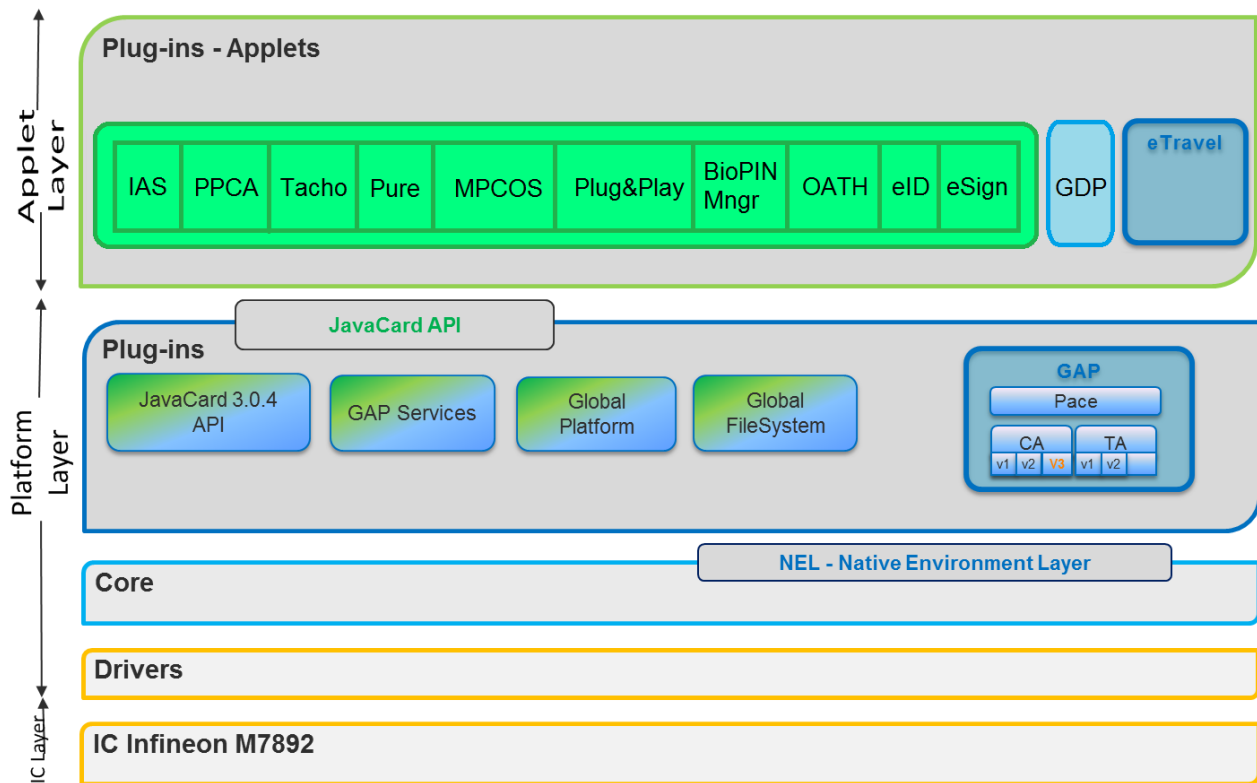 Applet
Layer
Plug-ins - Applets
IAS
PPCA
Tacho
Pure
MPCOS
Plug&Play
BioPIN
Mngr
OATH
eID
eSign
GDP
eTravel
Platform
Layer
JavaCard API
Plug-ins
JavaCard 3.0.4
API
GAP Services
Global
Platform
Global
FileSystem
GAP
Pace
CA
TA
v1
v2
V3
v1
v2
NEL - Native Environment Layer
Core
Drivers
IC Layer
IC Infineon M7892